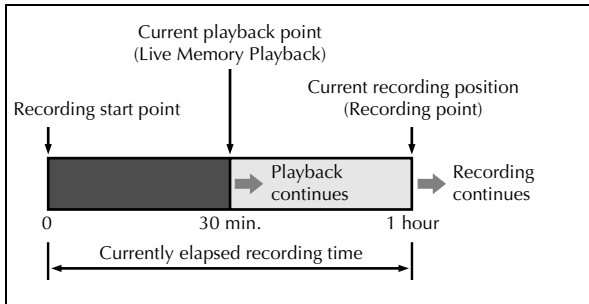 Current playback point
(Live Memory Playback)
Current recording position
(Recording point)
Recording start point
Playback
continues
Recording
continues
0
30 min.
1 hour
Currently elapsed recording time